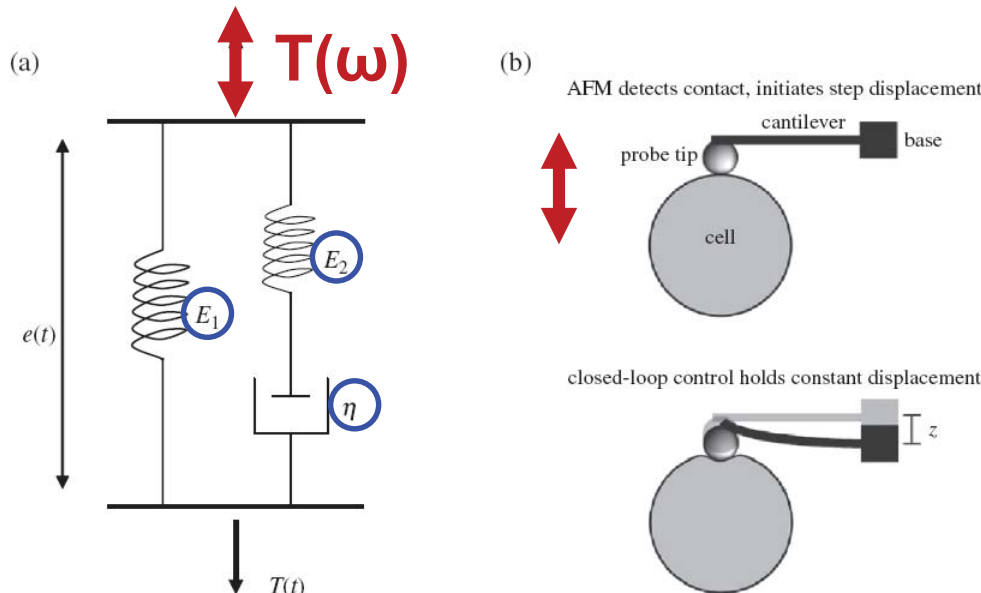 (a)
T(ω)
e(t)
E₁
E₂
η
T(t)
(b)
AFM detects contact, initiates step displacement
cantilever
base
probe tip
cell
closed-loop control holds constant displacement
z